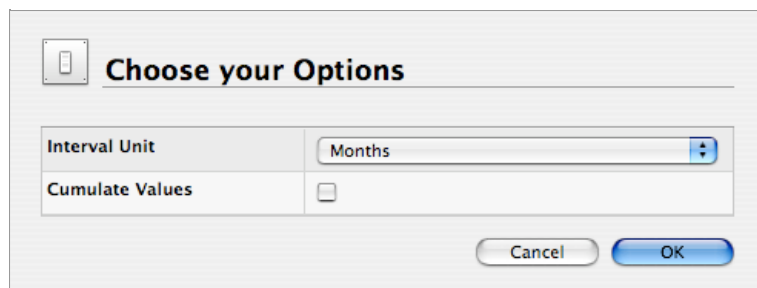 Choose your Options
Interval Unit
Months
Cumulate Values
Cancel
OK